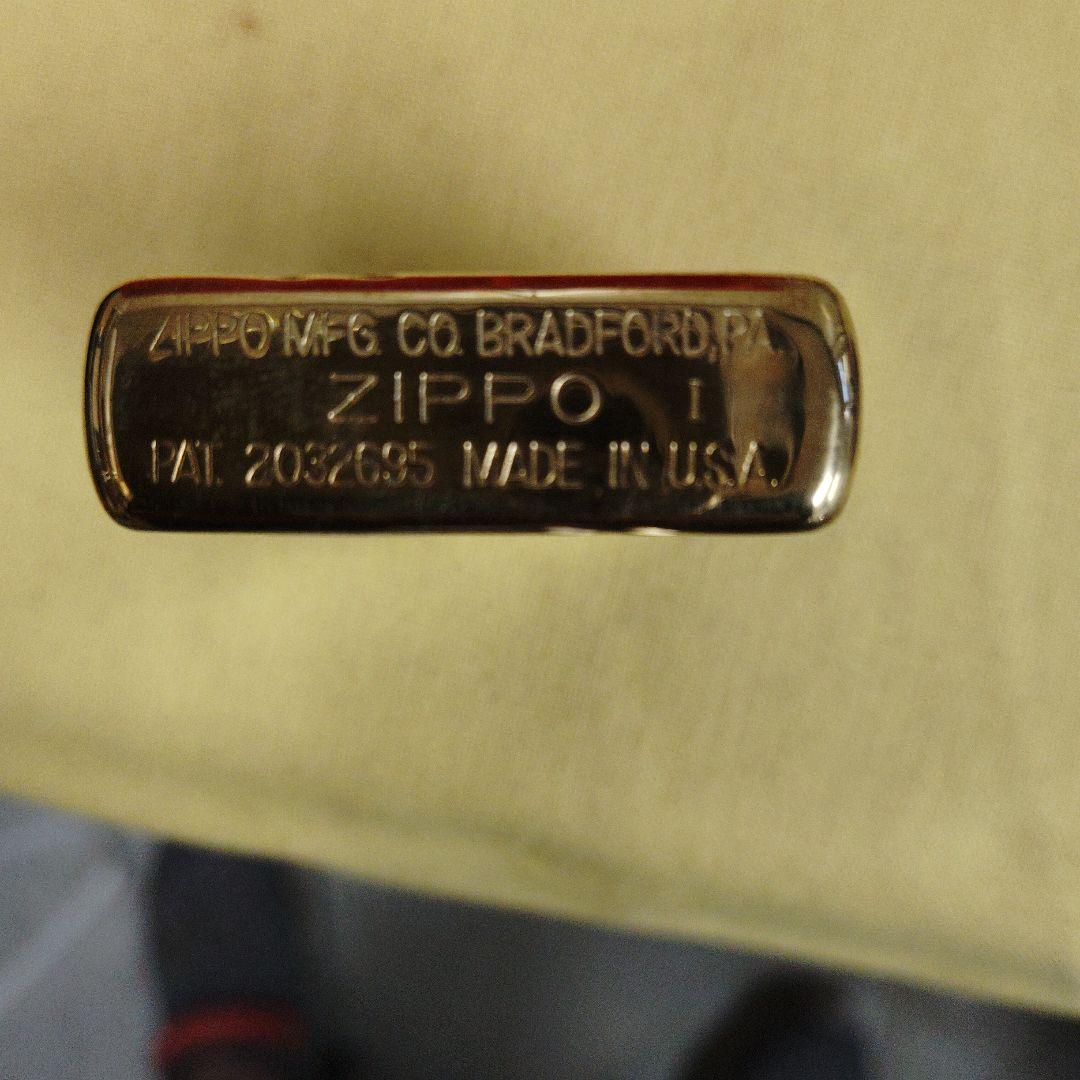 ZIPPO MFG. CO. BRADFORD, PA.
ZIPPO I
PAT. 2032695 MADE IN U.S.A.